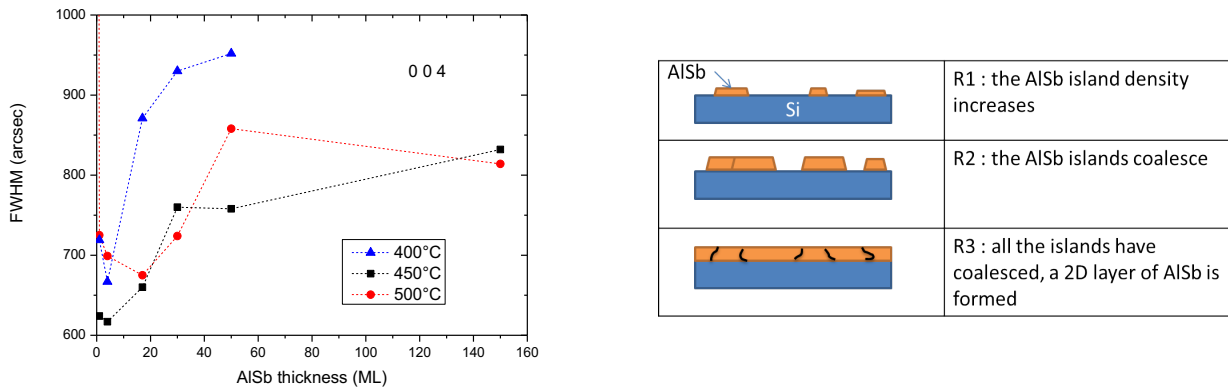 1000
900
800
700
600
FWHM (arcsec)
0 0 4
400°C
450°C
500°C
0 20 40 60 80 100 120 140 160
AlSb thickness (ML)
AlSb
Si
R1 : the AlSb island density
increases
R2 : the AlSb islands coalesce
R3 : all the islands have
coalesced, a 2D layer of AlSb is
formed